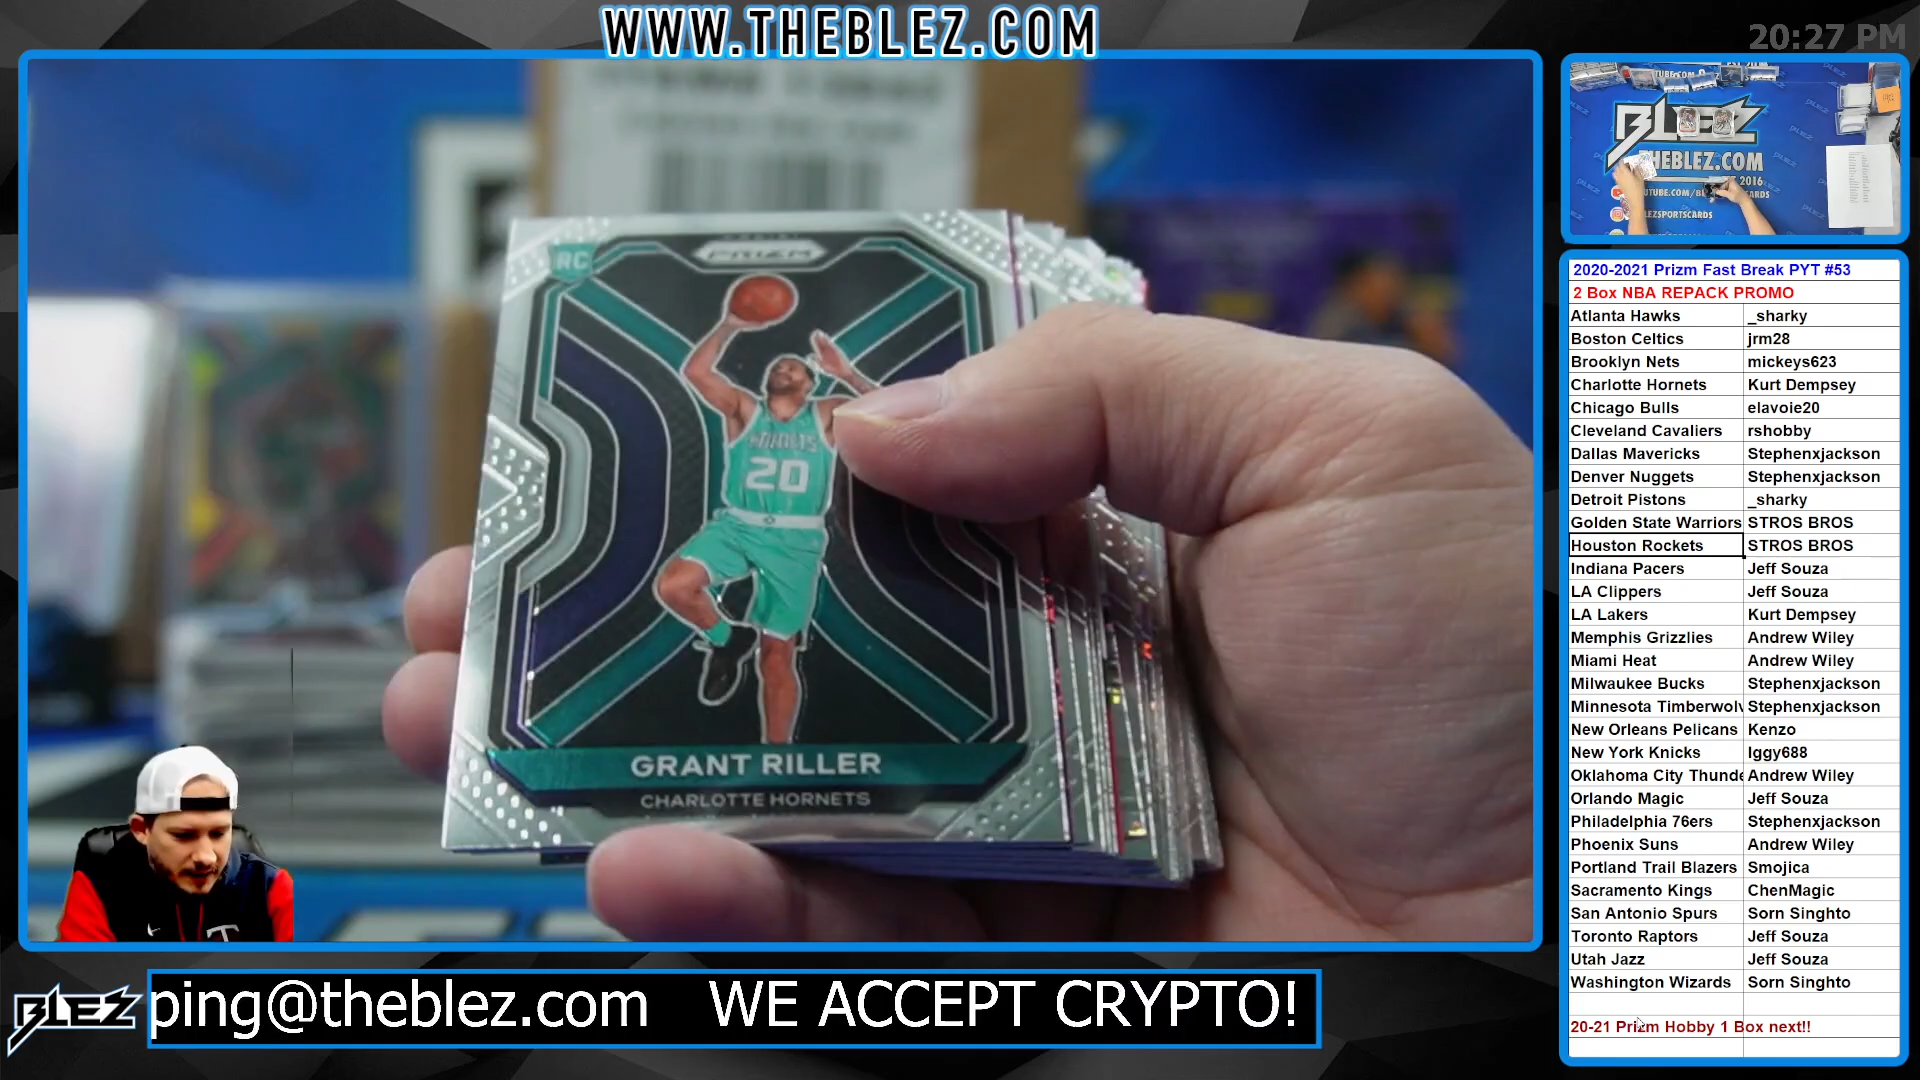 WWW.THEBLEZ.COM
20:27 PM
RC
PRIZM
HORNETS
20
GRANT RILLER
CHARLOTTE HORNETS
BLEZ
THEBLEZ.COM
2016
BLEZSPORTSCARDS
2020-2021 Prizm Fast Break PYT #53
2 Box NBA REPACK PROMO
Atlanta Hawks _sharky
Boston Celtics jrm28
Brooklyn Nets mickeys623
Charlotte Hornets Kurt Dempsey
Chicago Bulls elavoie20
Cleveland Cavaliers rshobby
Dallas Mavericks Stephenxjackson
Denver Nuggets Stephenxjackson
Detroit Pistons _sharky
Golden State Warriors STROS BROS
Houston Rockets STROS BROS
Indiana Pacers Jeff Souza
LA Clippers Jeff Souza
LA Lakers Kurt Dempsey
Memphis Grizzlies Andrew Wiley
Miami Heat Andrew Wiley
Milwaukee Bucks Stephenxjackson
Minnesota Timberwolv Stephenxjackson
New Orleans Pelicans Kenzo
New York Knicks Iggy688
Oklahoma City Thunde Andrew Wiley
Orlando Magic Jeff Souza
Philadelphia 76ers Stephenxjackson
Phoenix Suns Andrew Wiley
Portland Trail Blazers Smojica
Sacramento Kings ChenMagic
San Antonio Spurs Sorn Singhto
Toronto Raptors Jeff Souza
Utah Jazz Jeff Souza
Washington Wizards Sorn Singhto
20-21 Prizm Hobby 1 Box next!!
BLEZ
ping@theblez.com WE ACCEPT CRYPTO!